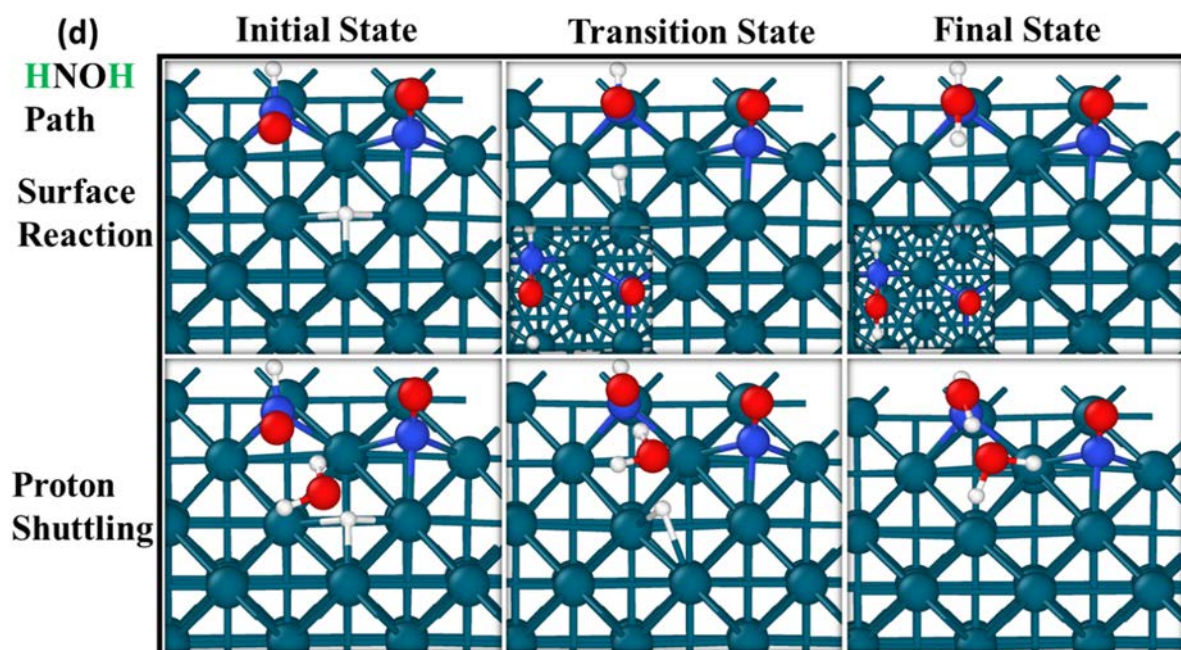 (d)
Initial State
Transition State
Final State
HNOH
Path
Surface
Reaction
Proton
Shuttling